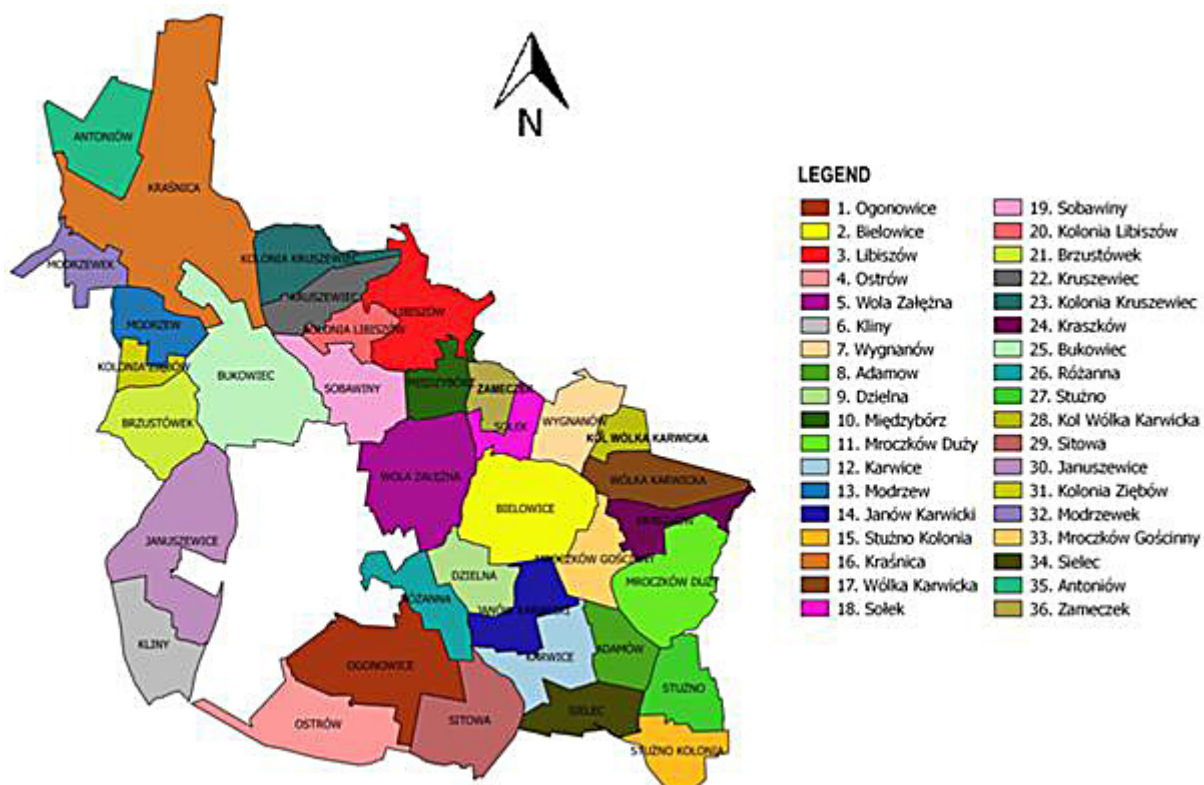 N
ANTONIÓW
KRAŚNICA
MODRZEWEK
KOLONIA KRUSZEWIEC
KRUSZEWIEC
LIBISZÓW
MODRZEW
KOLONIA LIBISZÓW
KOLONIA ZIĘBÓW
BUKOWIEC
SOBAWINY
MIĘDZYBÓRZ
ZAMECZEK
BRZUSTÓWEK
SOŁEK
WYGNANÓW
KOL WÓLKA KARWICKA
WOLA ZAŁĘŻNA
WÓLKA KARWICKA
BIELOWICE
KRASZKÓW
JANUSZEWICE
MROCZKÓW GOŚCINNY
DZIELNA
MROCZKÓW DUŻY
RÓŻANNA
JANÓW KARWICKI
KLINY
OGONOWICE
KARWICE
ADAMÓW
STUŻNO
OSTRÓW
SITOWA
SIELEC
STUŻNO KOLONIA
LEGEND
1. Ogonowice
2. Bielowice
3. Libiszów
4. Ostrów
5. Wola Załężna
6. Kliny
7. Wygnanów
8. Adamow
9. Dzielna
10. Międzybórz
11. Mroczków Duży
12. Karwice
13. Modrzew
14. Janów Karwicki
15. Stużno Kolonia
16. Kraśnica
17. Wólka Karwicka
18. Sołek
19. Sobawiny
20. Kolonia Libiszów
21. Brzustówek
22. Kruszewiec
23. Kolonia Kruszewiec
24. Kraszków
25. Bukowiec
26. Różanna
27. Stużno
28. Kol Wólka Karwicka
29. Sitowa
30. Januszewice
31. Kolonia Ziębów
32. Modrzewek
33. Mroczków Gościnny
34. Sielec
35. Antoniów
36. Zameczek